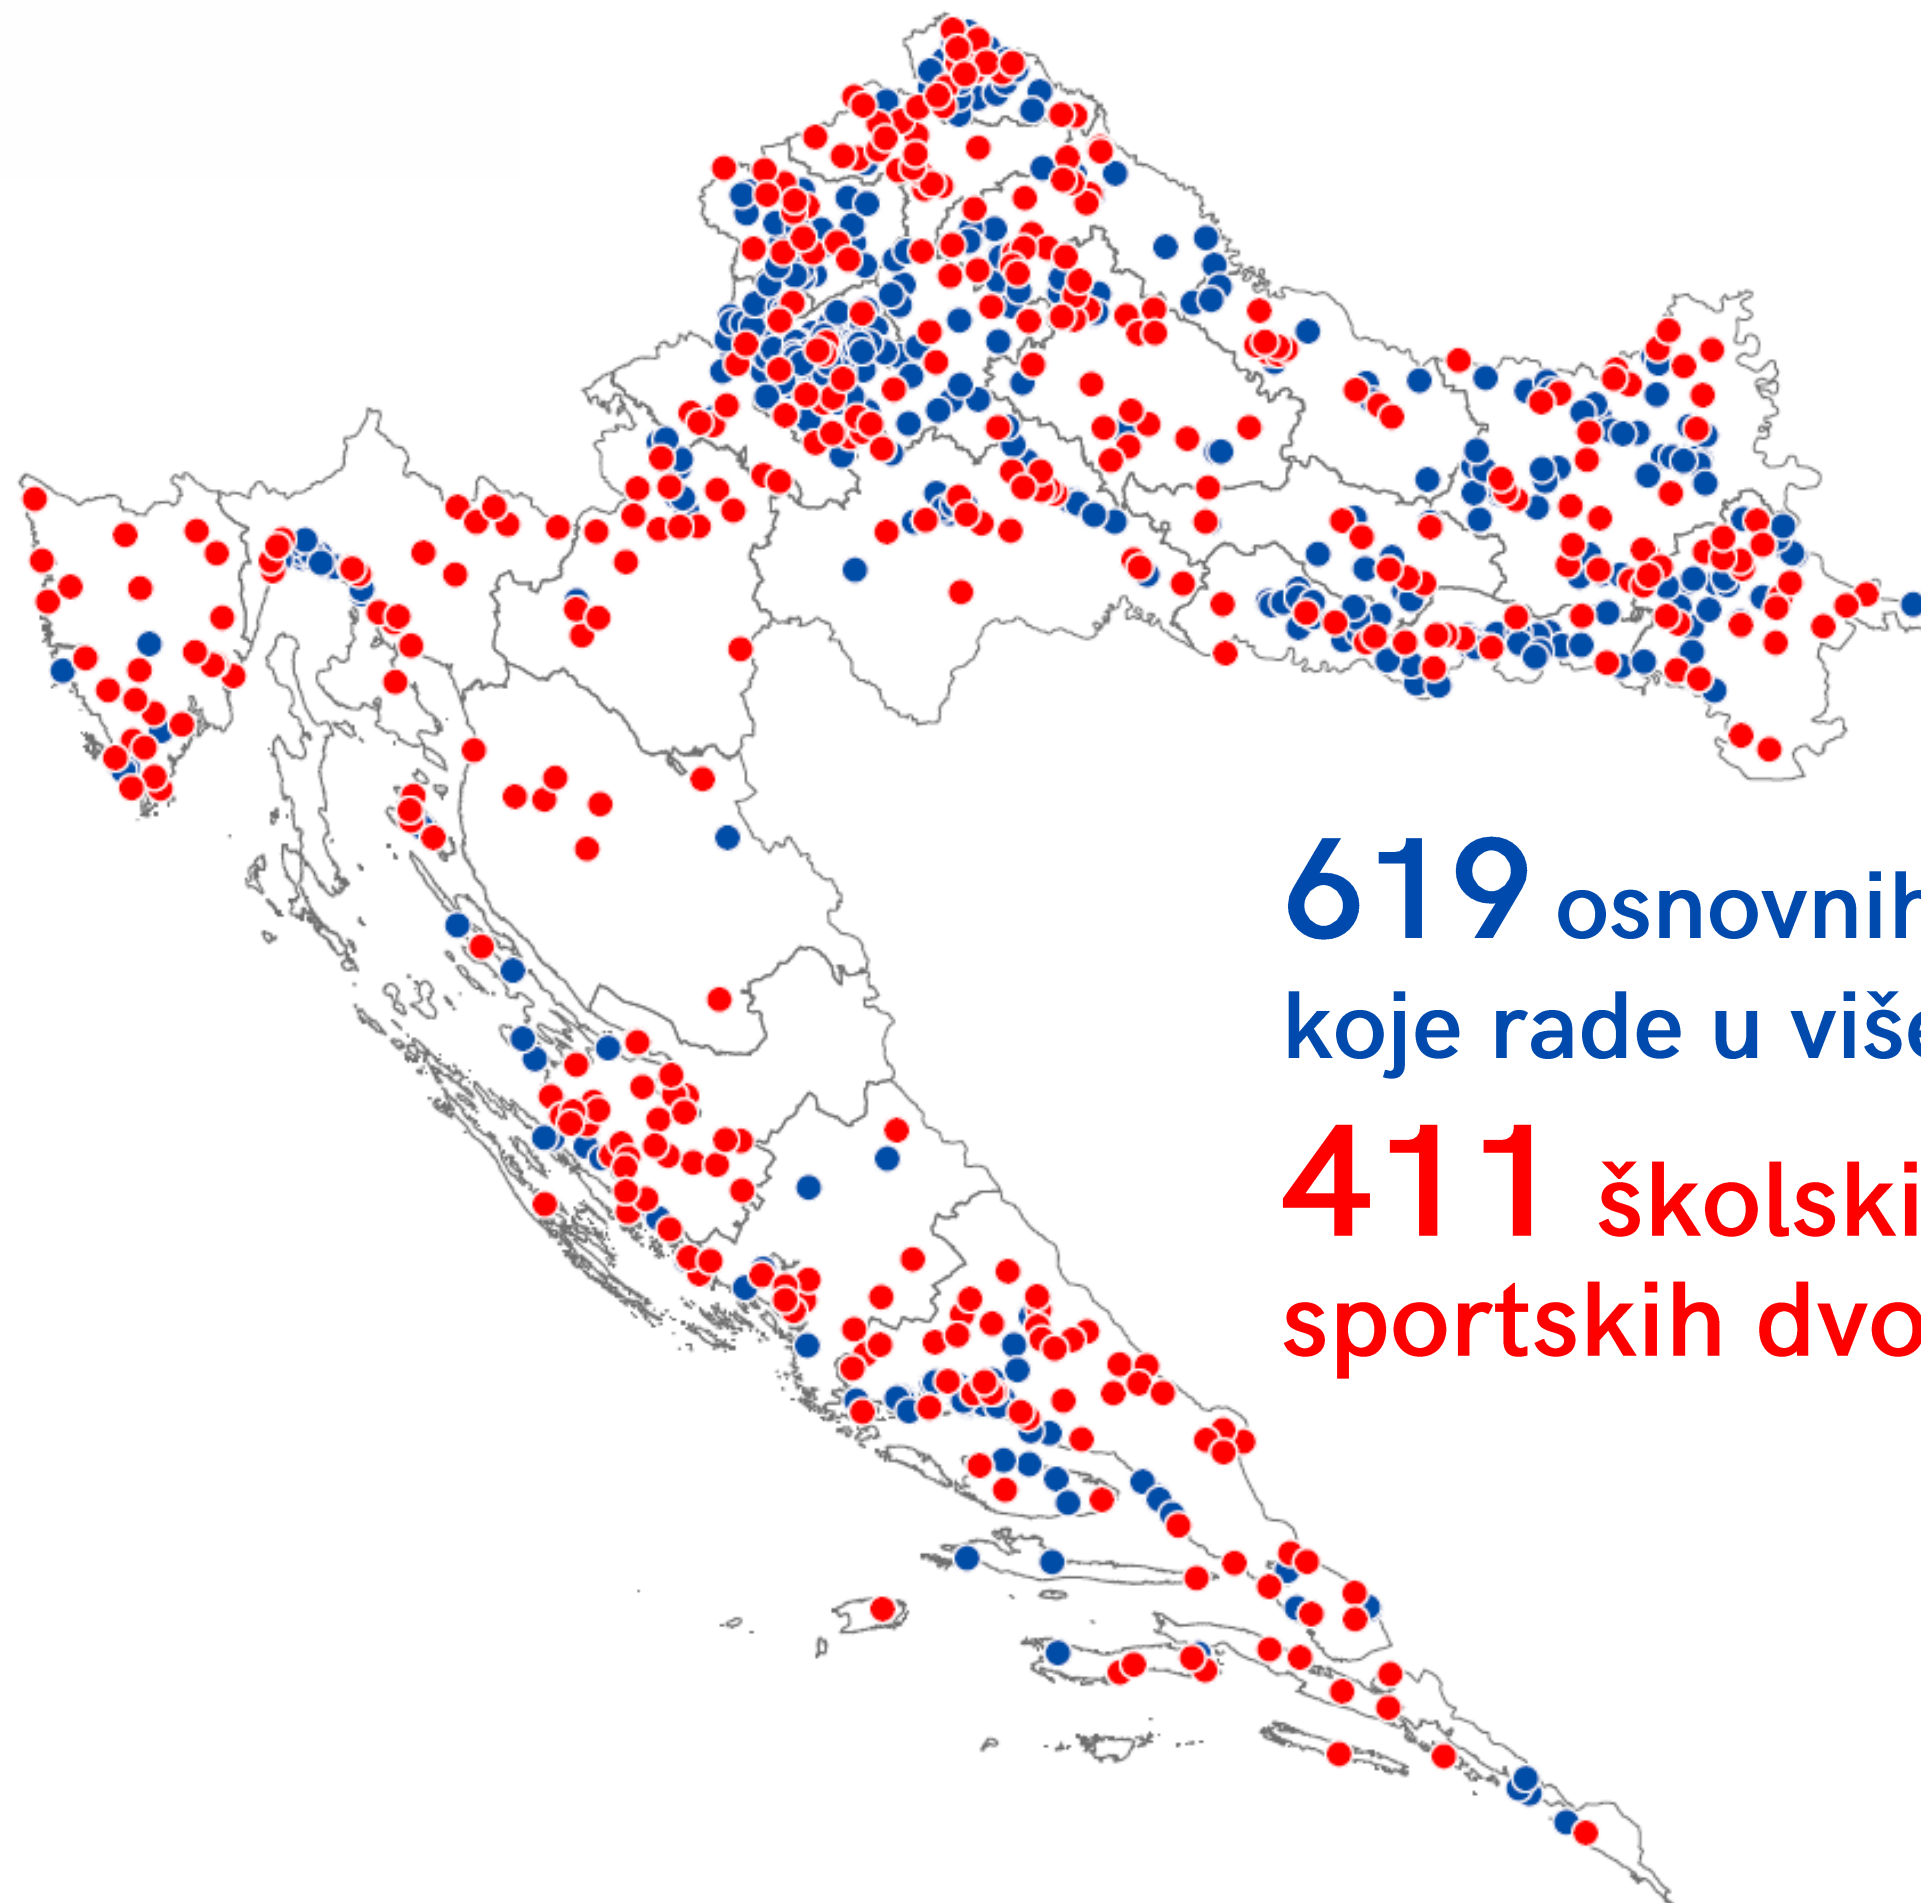 619 osnovnih
koje rade u više
411 školski
sportskih dvo